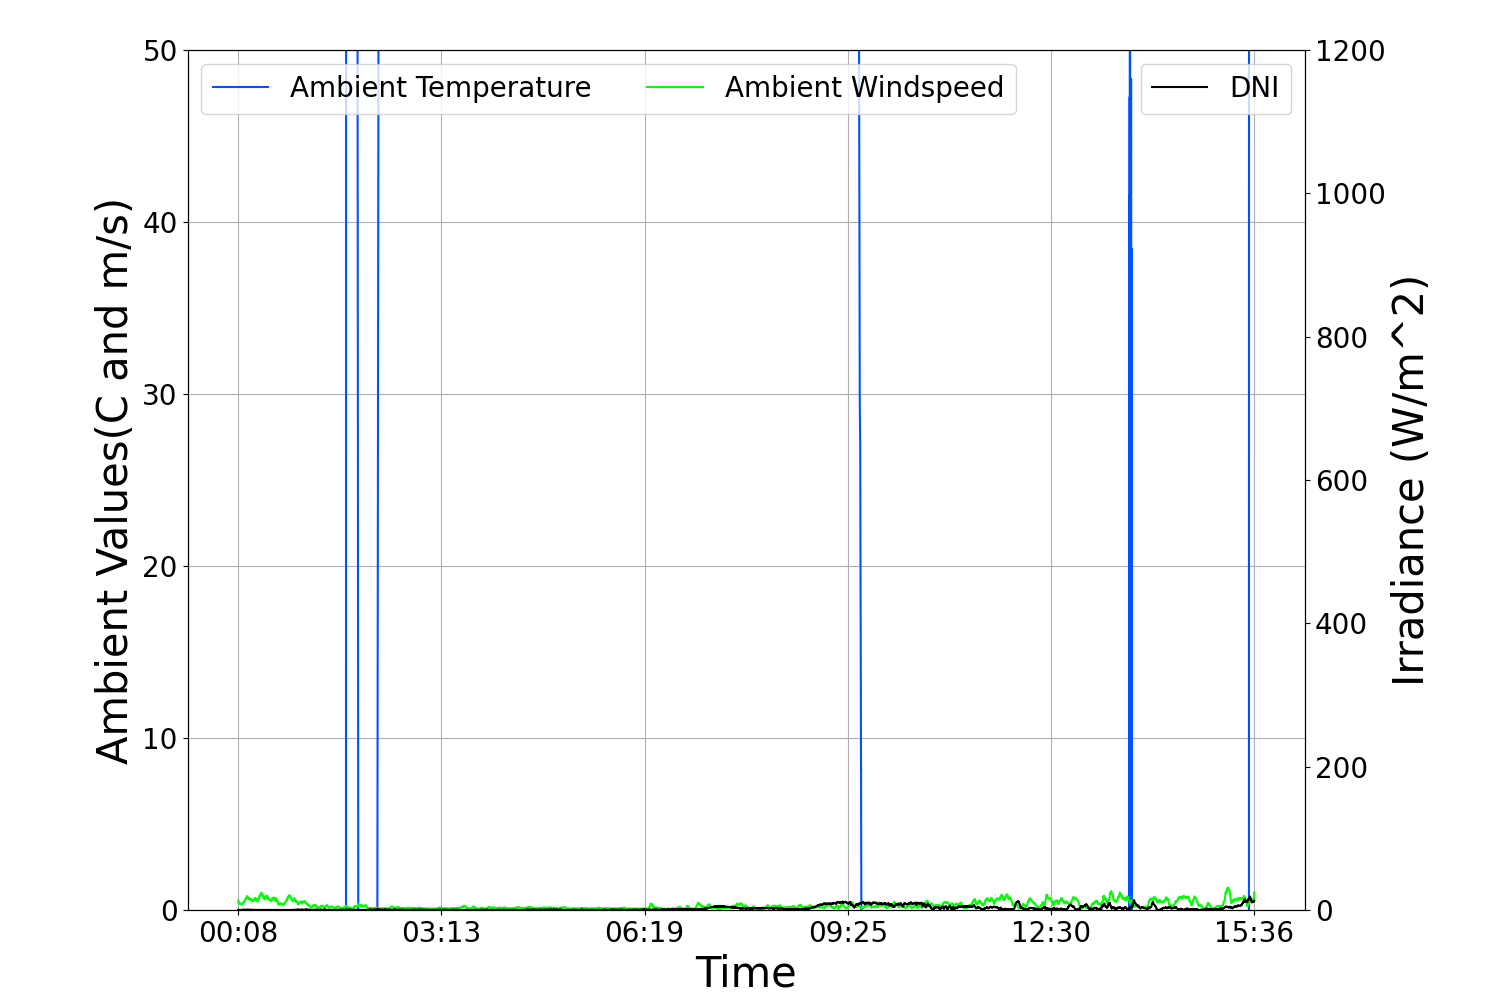 Ambient Temperature
Ambient Windspeed
DNI
50
40
30
20
10
0
1200
1000
800
600
400
200
0
Ambient Values(C and m/s)
Irradiance (W/m^2)
00:08 03:13 06:19 09:25 12:30 15:36
Time